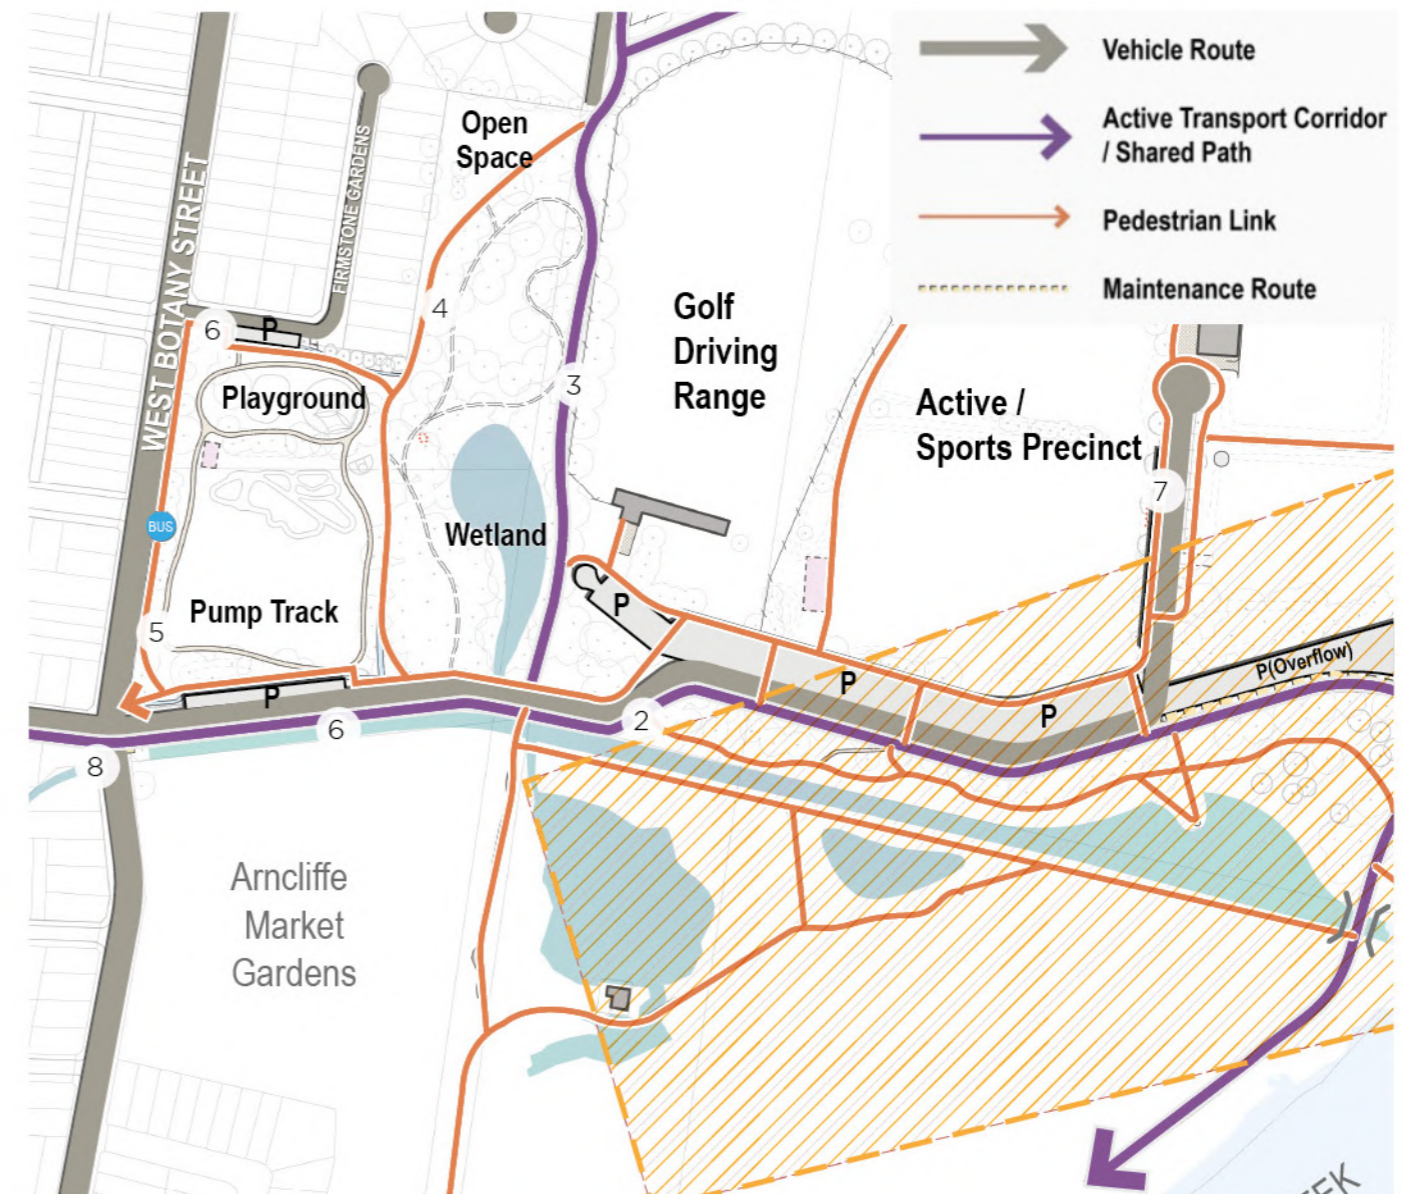 Vehicle Route
Active Transport Corridor
/ Shared Path
Pedestrian Link
Maintenance Route
Open
Space
WEST BOTANY STREET
FIRMSTONE GARDENS
Golf
Driving
Range
4
6
P
3
Playground
Active /
Sports Precinct
7
BUS
Wetland
Pump Track
P
5
P(Overflow)
P
P
P
6
2
8
Arncliffe
Market
Gardens